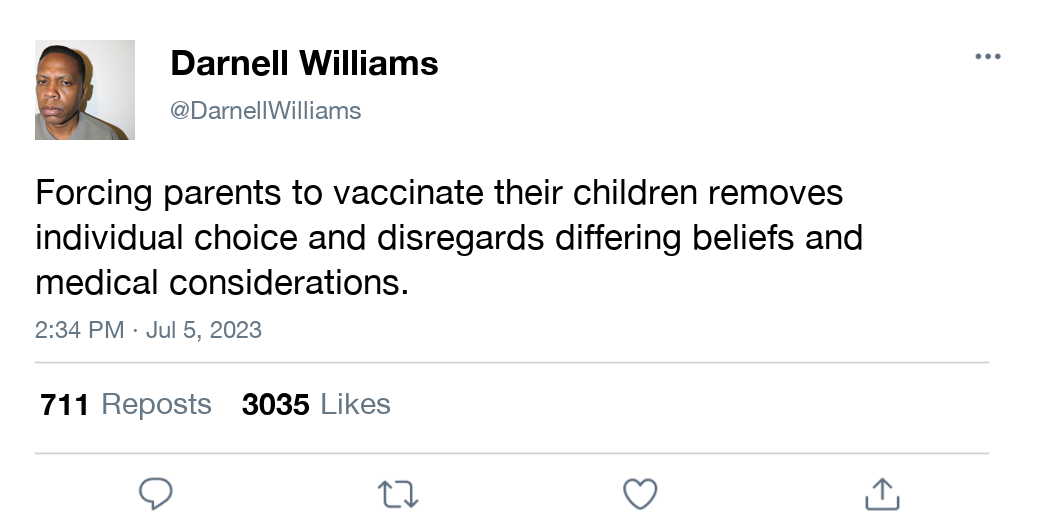 Darnell Williams
@DarnellWilliams
Forcing parents to vaccinate their children removes
individual choice and disregards differing beliefs and
medical considerations.
2:34 PM · Jul 5, 2023
711 Reposts 3035 Likes